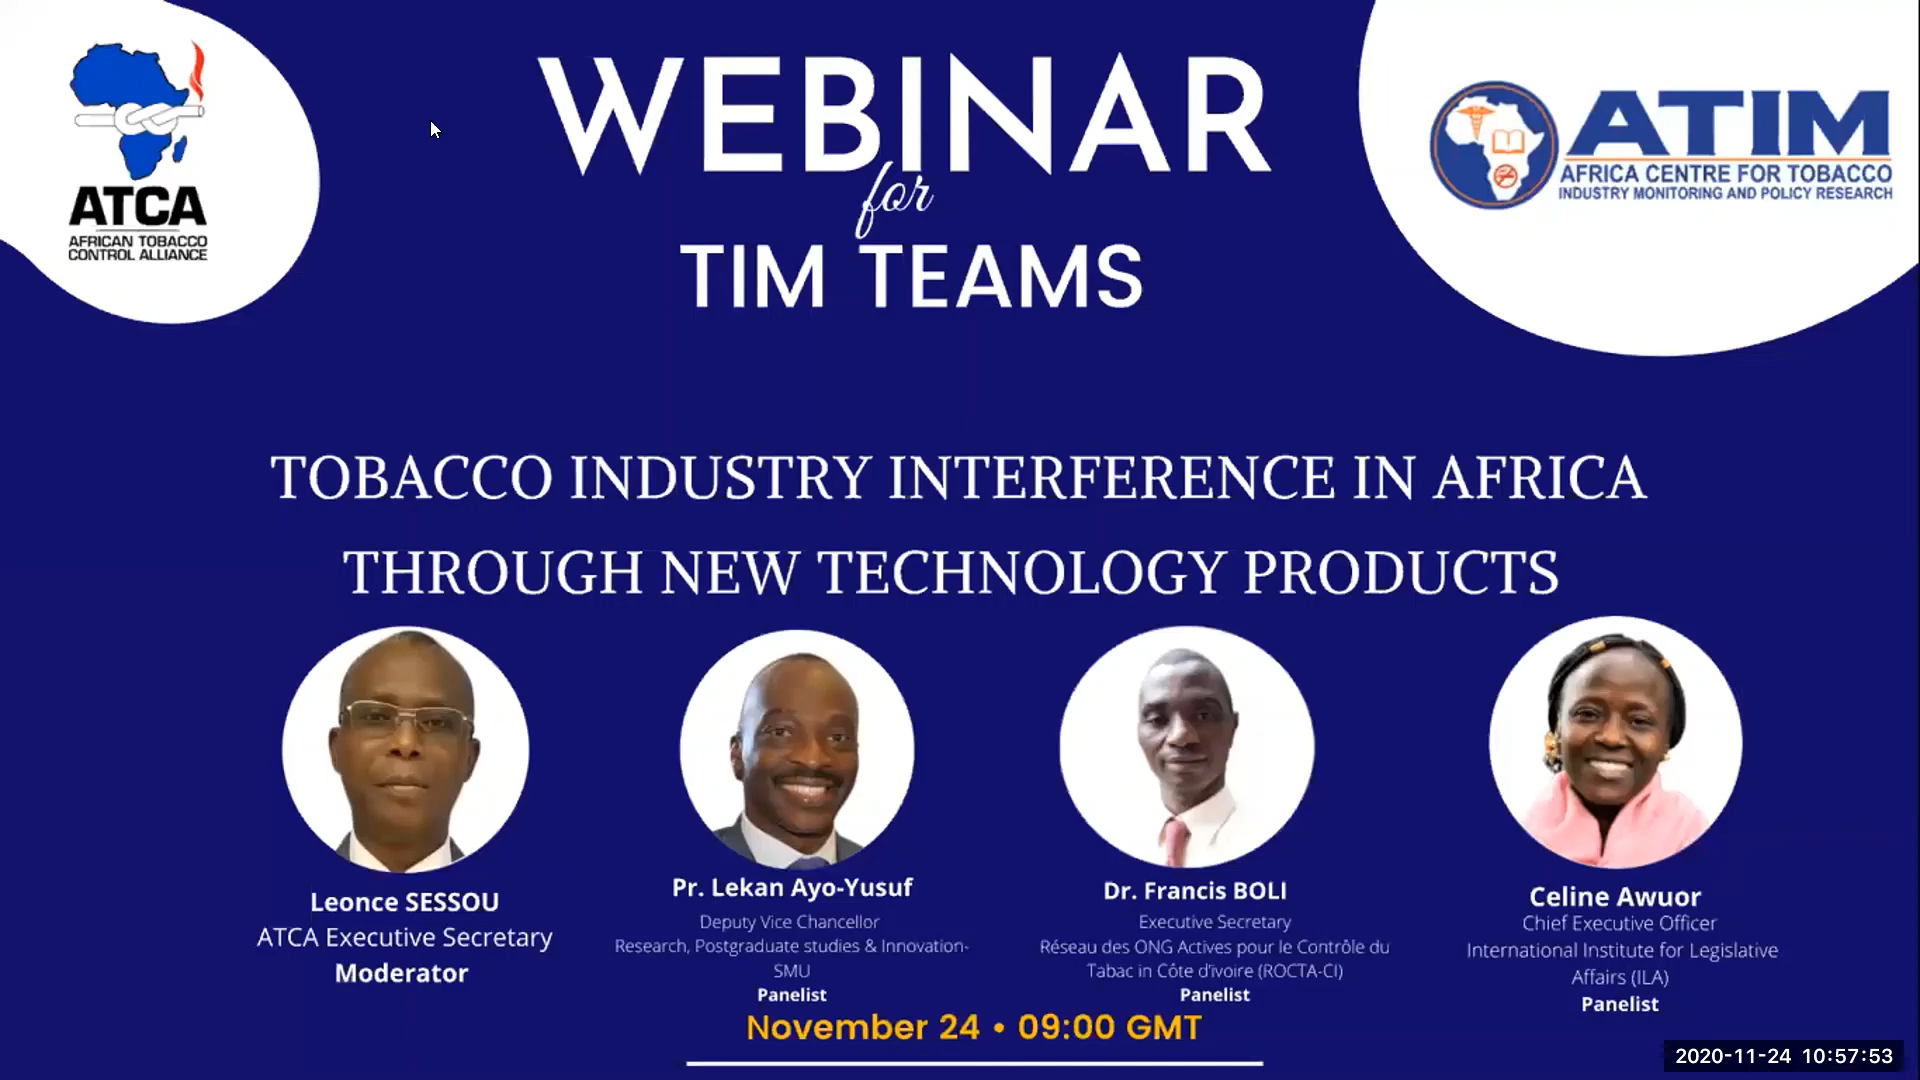 ATCA
AFRICAN TOBACCO
CONTROL ALLIANCE
WEBINAR
for
TIM TEAMS
ATIM
AFRICA CENTRE FOR TOBACCO
INDUSTRY MONITORING AND POLICY RESEARCH
TOBACCO INDUSTRY INTERFERENCE IN AFRICA
THROUGH NEW TECHNOLOGY PRODUCTS
Leonce SESSOU
ATCA Executive Secretary
Moderator
Pr. Lekan Ayo-Yusuf
Deputy Vice Chancellor
Research, Postgraduate studies & Innovation-
SMU
Panelist
Dr. Francis BOLI
Executive Secretary
Réseau des ONG Actives pour le Contrôle du
Tabac in Côte d'ivoire (ROCTA-CI)
Panelist
Celine Awuor
Chief Executive Officer
International Institute for Legislative
Affairs (ILA)
Panelist
November 24 • 09:00 GMT
2020-11-24 10:57:53